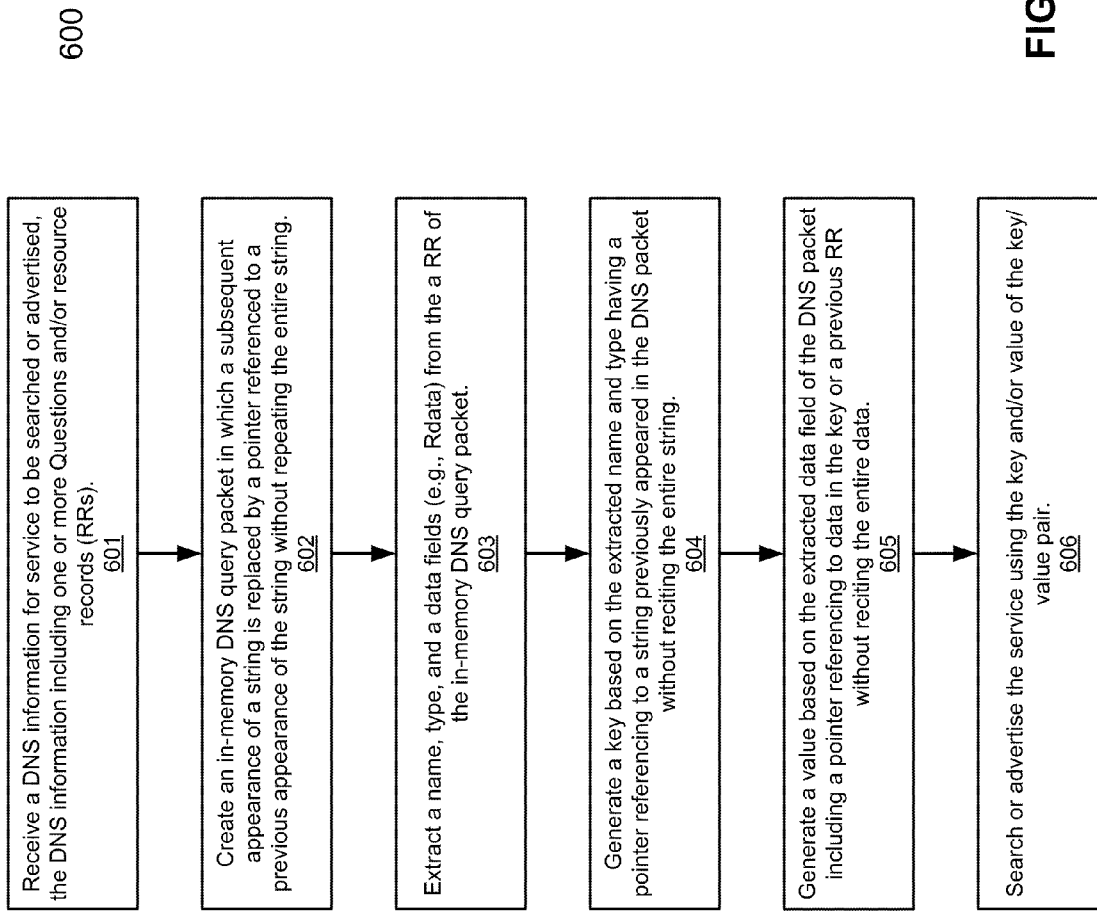 600
Receive a DNS information for service to be searched or advertised,
the DNS information including one or more Questions and/or resource
records (RRs).
601
Create an in-memory DNS query packet in which a subsequent
appearance of a string is replaced by a pointer referenced to a
previous appearance of the string without repeating the entire string.
602
Extract a name, type, and a data fields (e.g., Rdata) from the a RR of
the in-memory DNS query packet.
603
Generate a key based on the extracted name and type having a
pointer referencing to a string previously appeared in the DNS packet
without reciting the entire string.
604
Generate a value based on the extracted data field of the DNS packet
including a pointer referencing to data in the key or a previous RR
without reciting the entire data.
605
Search or advertise the service using the key and/or value of the key/
value pair.
606
FIG